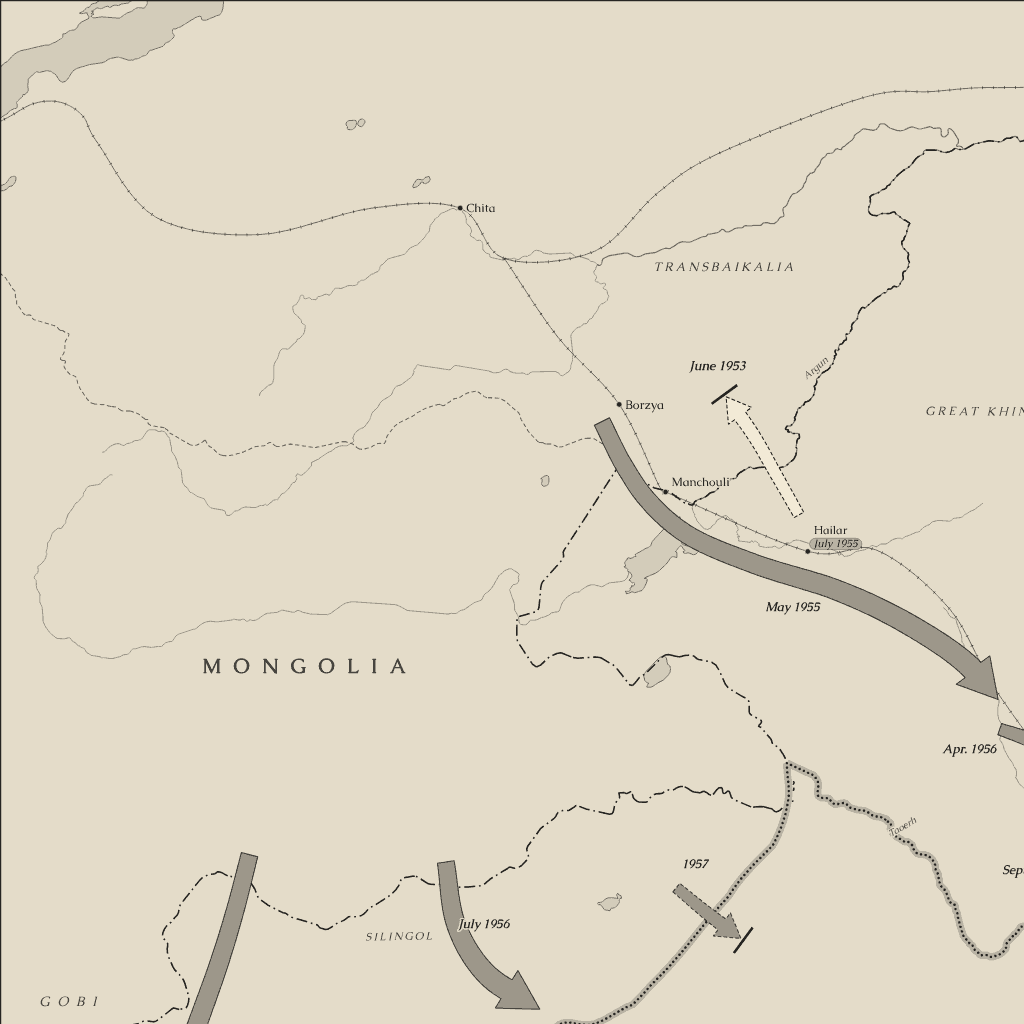 Chita
TRANSBAIKALIA
June 1953
Argun
Borzya
GREAT KHIN
Manchouli
Hailar
July 1955
May 1955
MONGOLIA
Apr. 1956
Taoerh
1957
Sept
July 1956
SILINGOL
GOBI